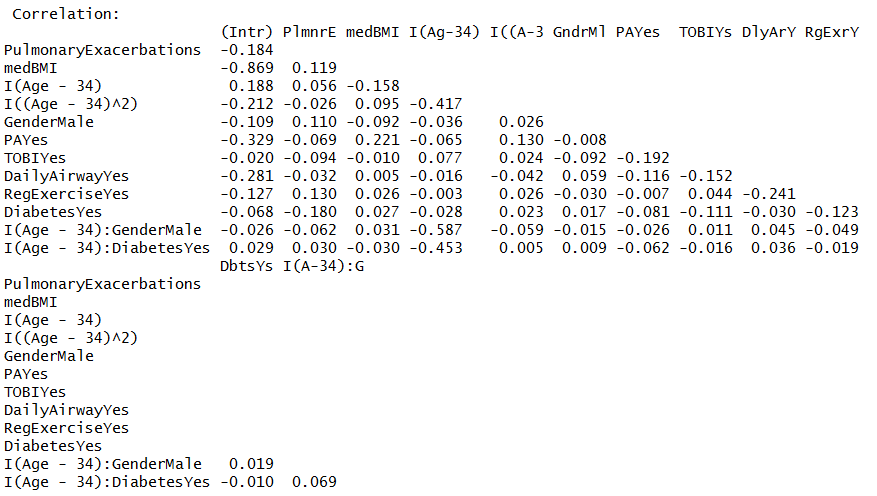 Correlation:
(Intr) PlmnrE medBMI I(Ag-34) I((A-3 GndrMl PAYes TOBIYs DlyArY RgExrY
PulmonaryExacerbations -0.184
medBMI -0.869 0.119
I(Age - 34) 0.188 0.056 -0.158
I((Age - 34)^2) -0.212 -0.026 0.095 -0.417
GenderMale -0.109 0.110 -0.092 -0.036 0.026
PAYes -0.329 -0.069 0.221 -0.065 0.130 -0.008
TOBIYes -0.020 -0.094 -0.010 0.077 0.024 -0.092 -0.192
DailyAirwayYes -0.281 -0.032 0.005 -0.016 -0.042 0.059 -0.116 -0.152
RegExerciseYes -0.127 0.130 0.026 -0.003 0.026 -0.030 -0.007 0.044 -0.241
DiabetesYes -0.068 -0.180 0.027 -0.028 0.023 0.017 -0.081 -0.111 -0.030 -0.123
I(Age - 34):GenderMale -0.026 -0.062 0.031 -0.587 -0.059 -0.015 -0.026 0.011 0.045 -0.049
I(Age - 34):DiabetesYes 0.029 0.030 -0.030 -0.453 0.005 0.009 -0.062 -0.016 0.036 -0.019
DbtsYs I(A-34):G
PulmonaryExacerbations
medBMI
I(Age - 34)
I((Age - 34)^2)
GenderMale
PAYes
TOBIYes
DailyAirwayYes
RegExerciseYes
DiabetesYes
I(Age - 34):GenderMale 0.019
I(Age - 34):DiabetesYes -0.010 0.069